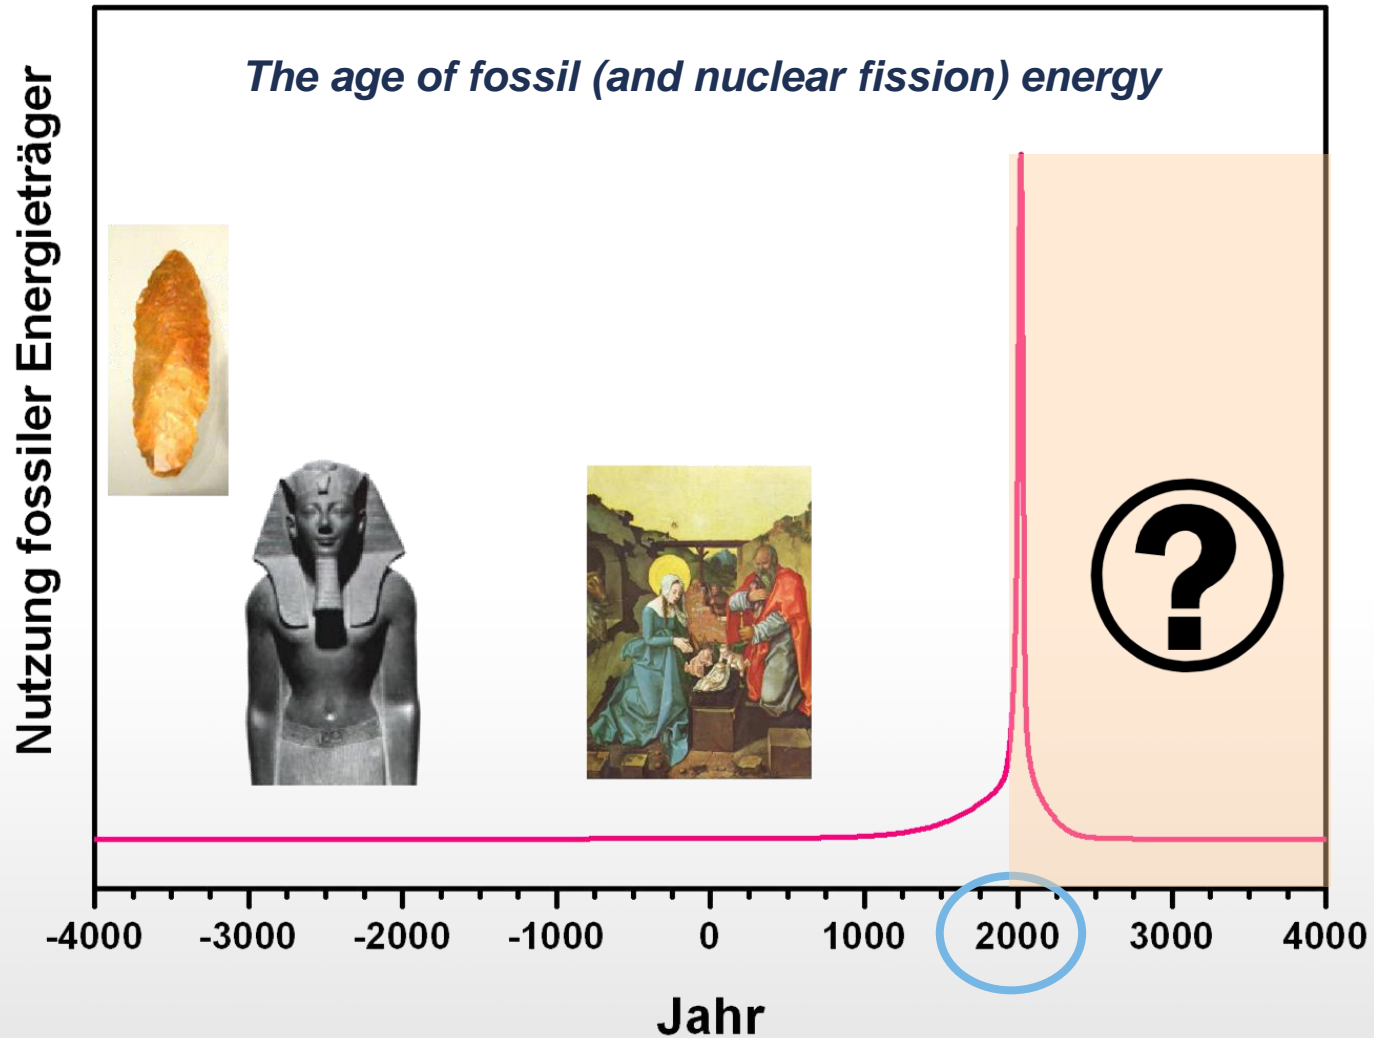 The age of fossil (and nuclear fission) energy
Nutzung fossiler Energieträger
?
-4000 -3000 -2000 -1000 0 1000 2000 3000 4000
Jahr